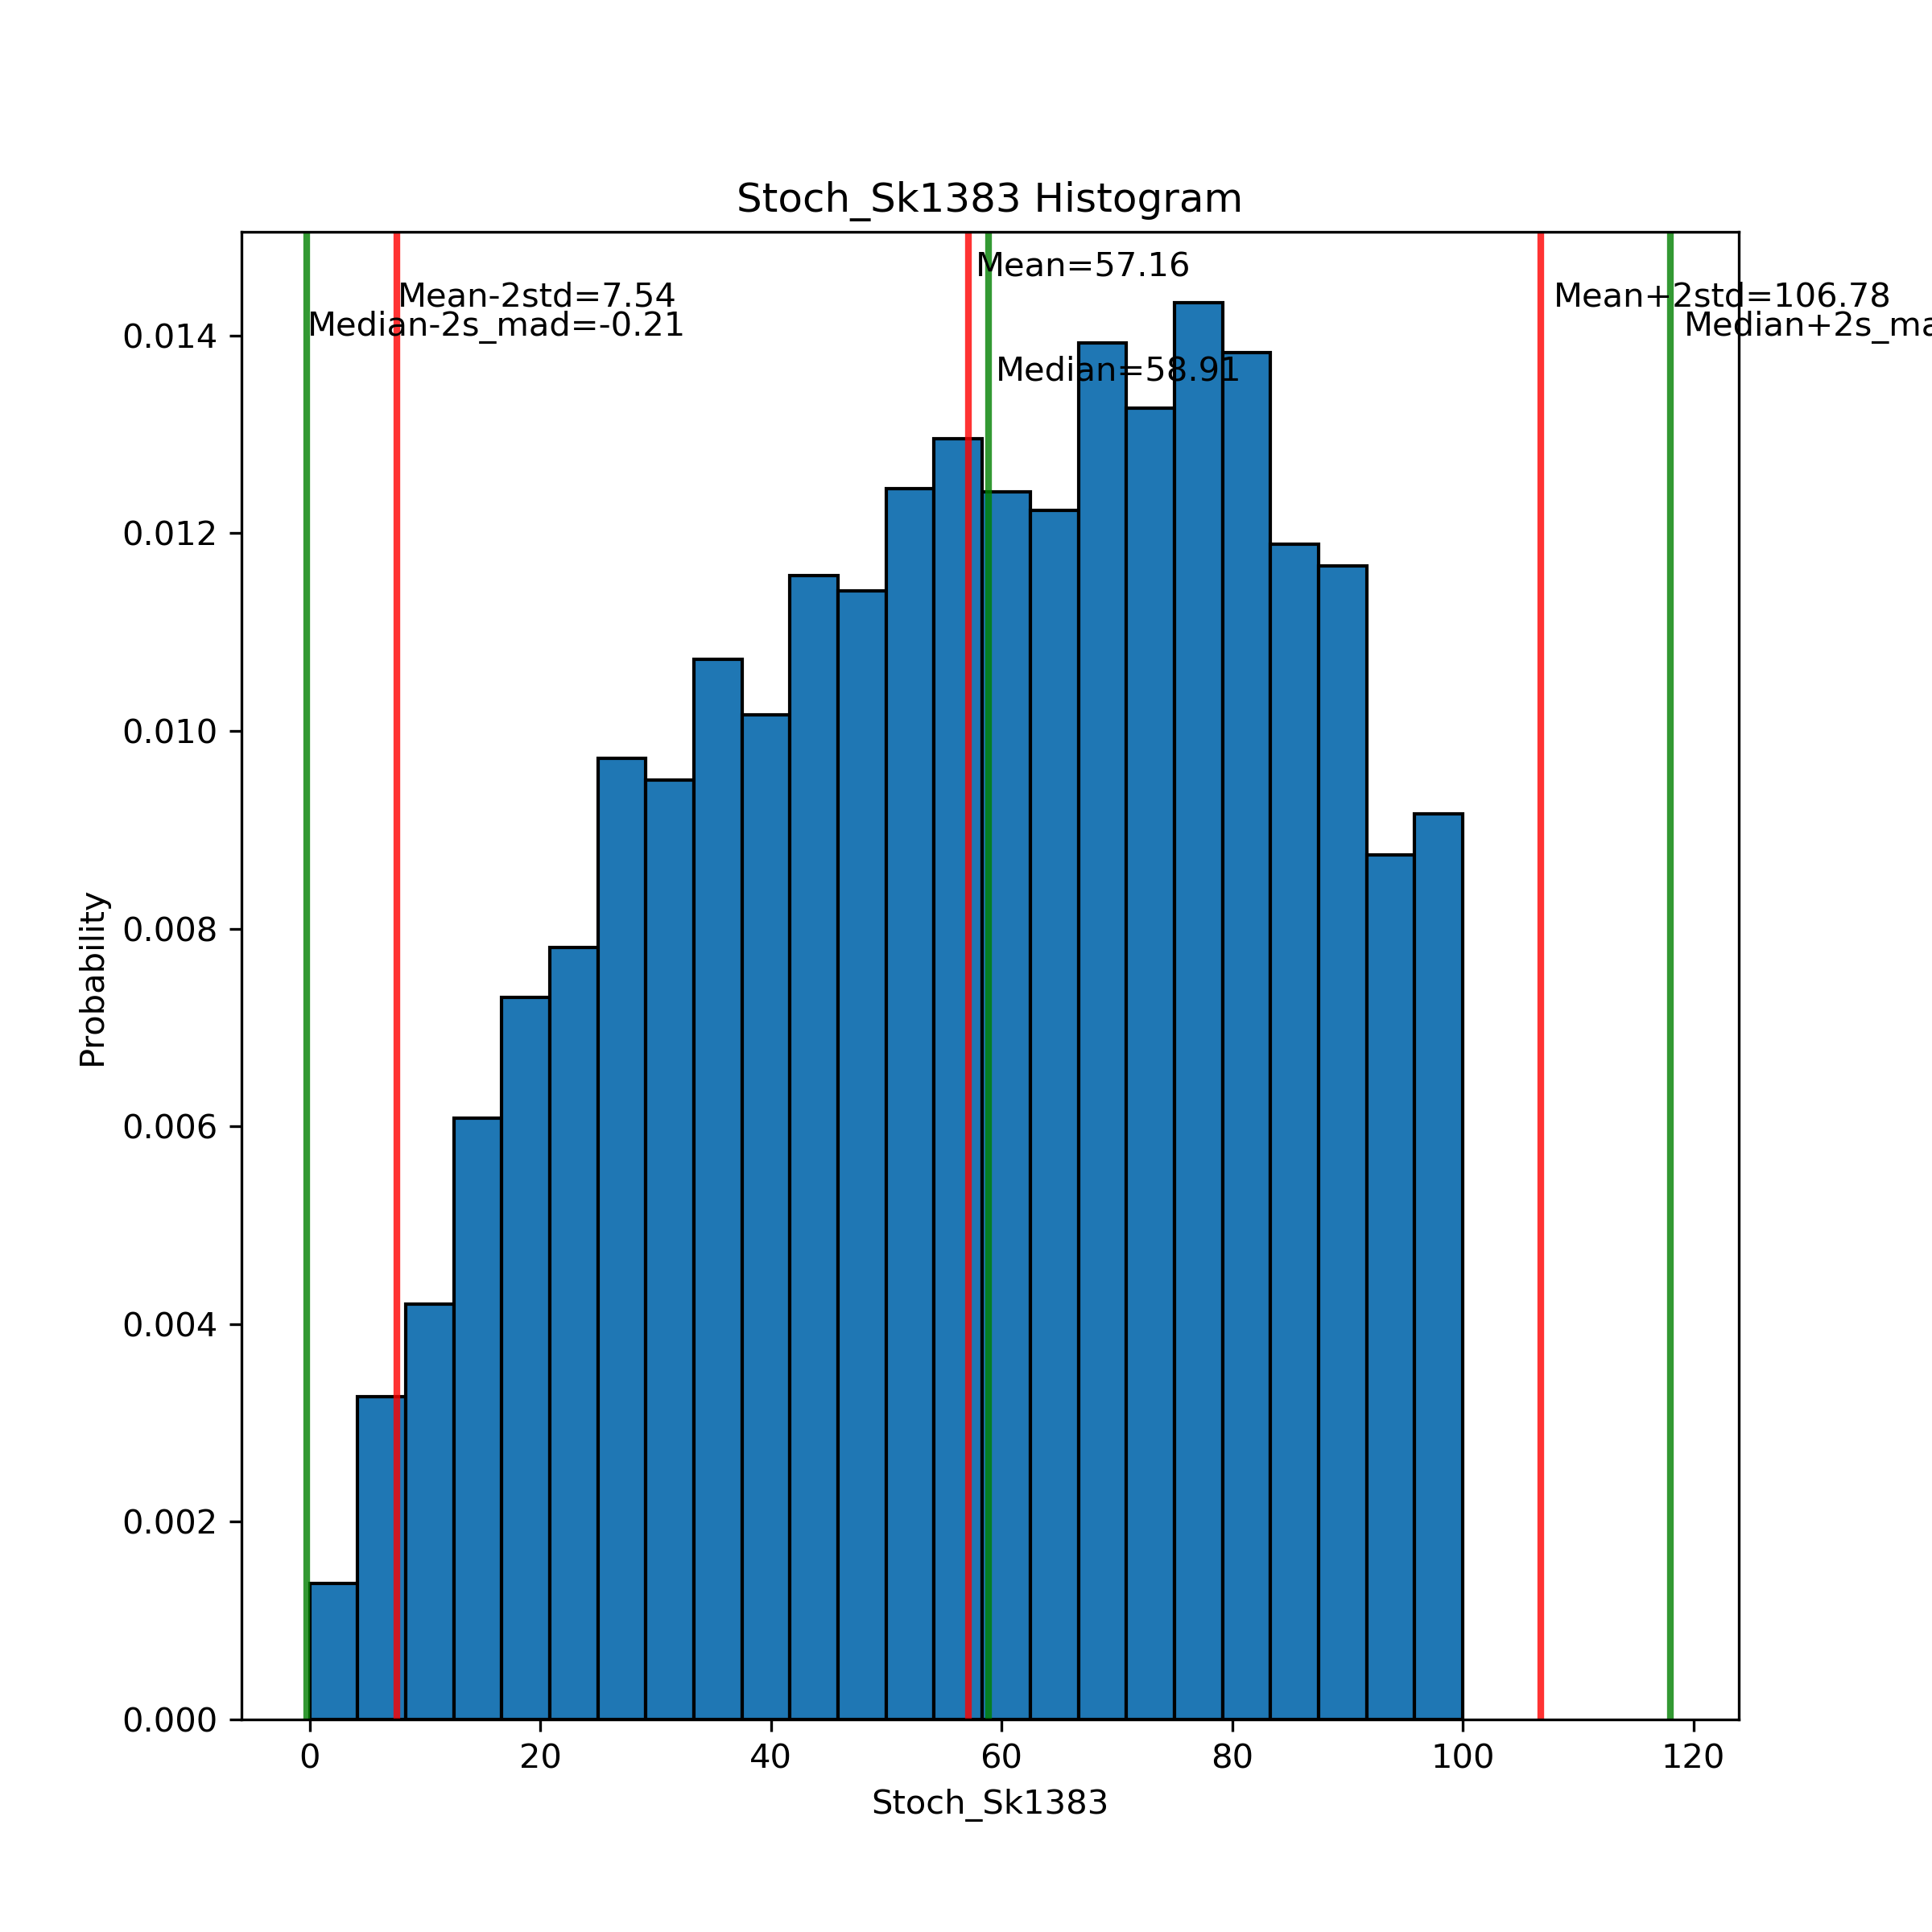 Stoch_Sk1383 Histogram
Mean=57.16
Mean-2std=7.54
Mean+2std=106.78
Median-2s_mad=-0.21
Median+2s_ma
Median=58.91
0.014
0.012
0.010
0.008
0.006
0.004
0.002
0.000
Probability
0 20 40 60 80 100 120
Stoch_Sk1383